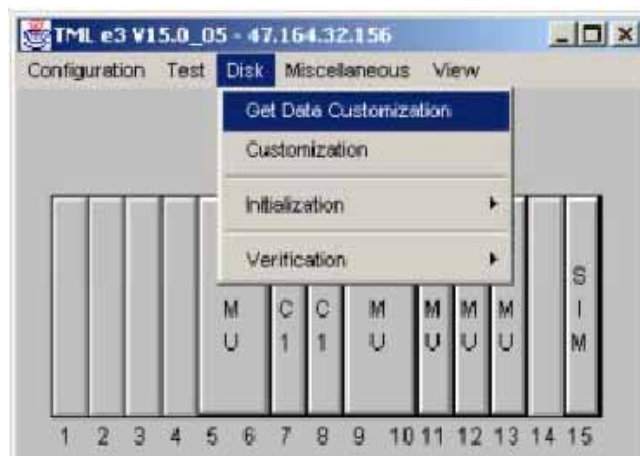 TML e3 V15.0_05 - 47.164.32.156
Configuration Test Disk Miscellaneous View
Get Data Customization
Customization
Initialization
Verification
M U
C 1
C 1
M U
M U
M U
M U
S I M
1 2 3 4 5 6 7 8 9 10 11 12 13 14 15